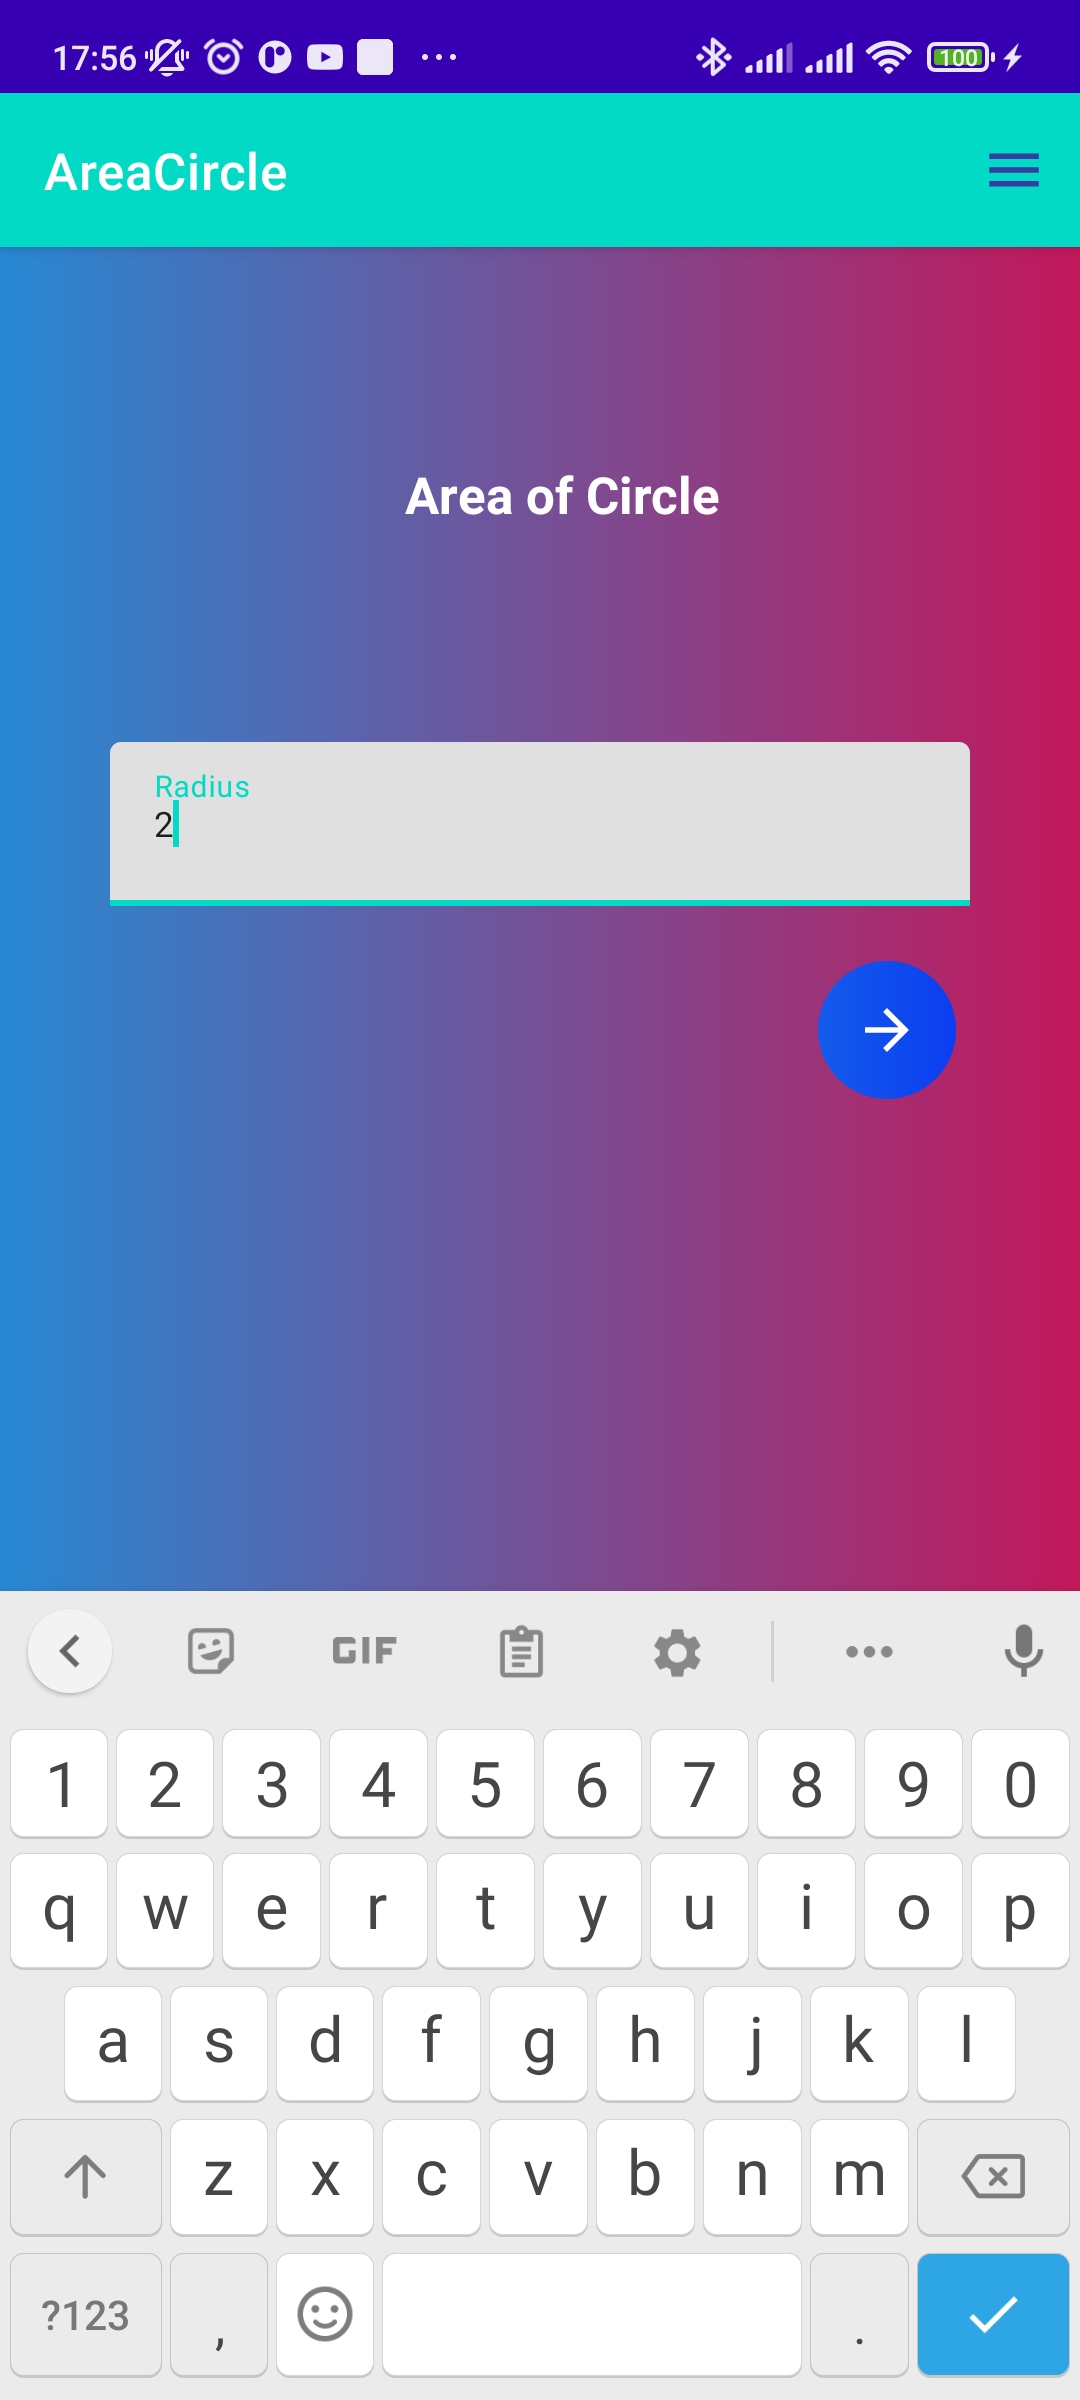 17:56
100
AreaCircle
Area of Circle
Radius
2
GIF
1 2 3 4 5 6 7 8 9 0
q w e r t y u i o p
a s d f g h j k l
z x c v b n m
?123 , .